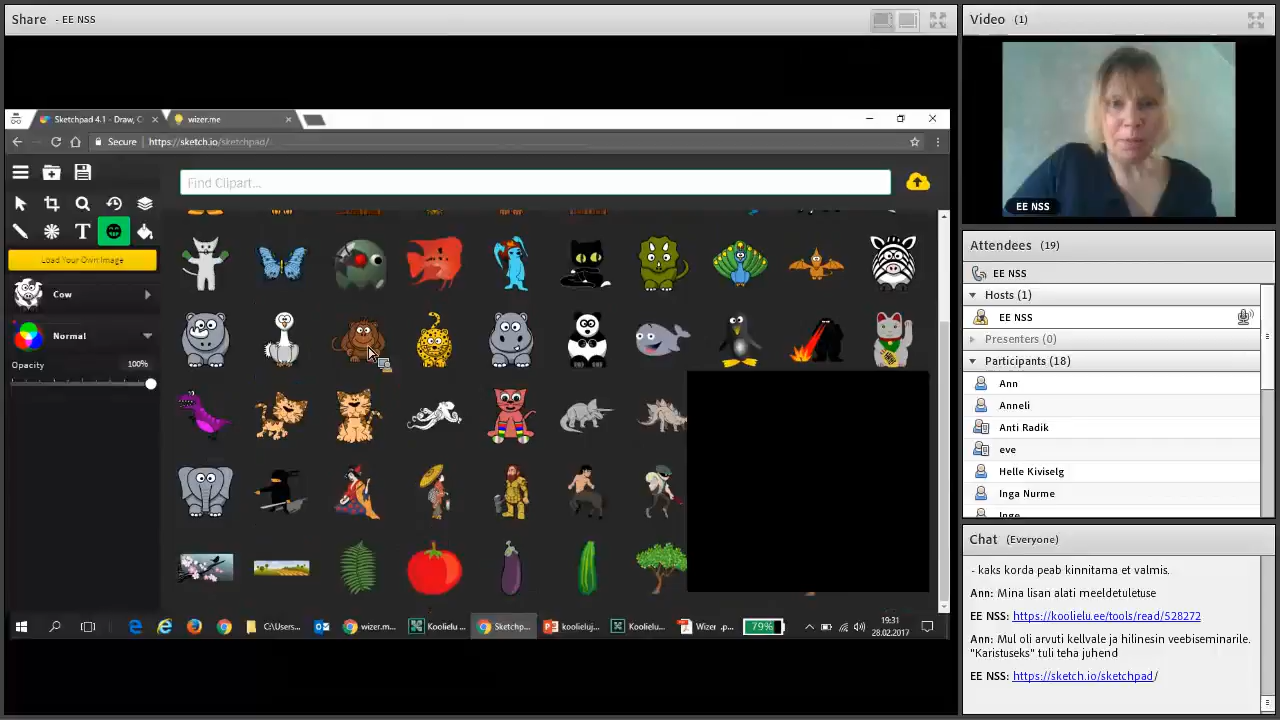 Share - EE NSS
Video (1)
Sketchpad 4.1 - Draw, C
wizer.me
Secure https://sketch.io/sketchpad/
Find Clipart...
Load Your Own Image
Cow
Normal
Opacity 100%
C:\Users...
wizer.m...
Koolielu ...
Sketchp...
koolieluj...
Koolielu...
Wizer .p...
79%
19:31
28.02.2017
EE NSS
Attendees (19)
EE NSS
Hosts (1)
EE NSS
Presenters (0)
Participants (18)
Ann
Anneli
Anti Radik
eve
Helle Kiviselg
Inga Nurme
Inge
Chat (Everyone)
- kaks korda peab kinnitama et valmis.
Ann: Mina lisan alati meeldetuletuse
EE NSS: https://koolielu.ee/tools/read/528272
Ann: Mul oli arvuti kellvale ja hilinesin veebiseminarile.
"Karistuseks" tuli teha juhend
EE NSS: https://sketch.io/sketchpad/